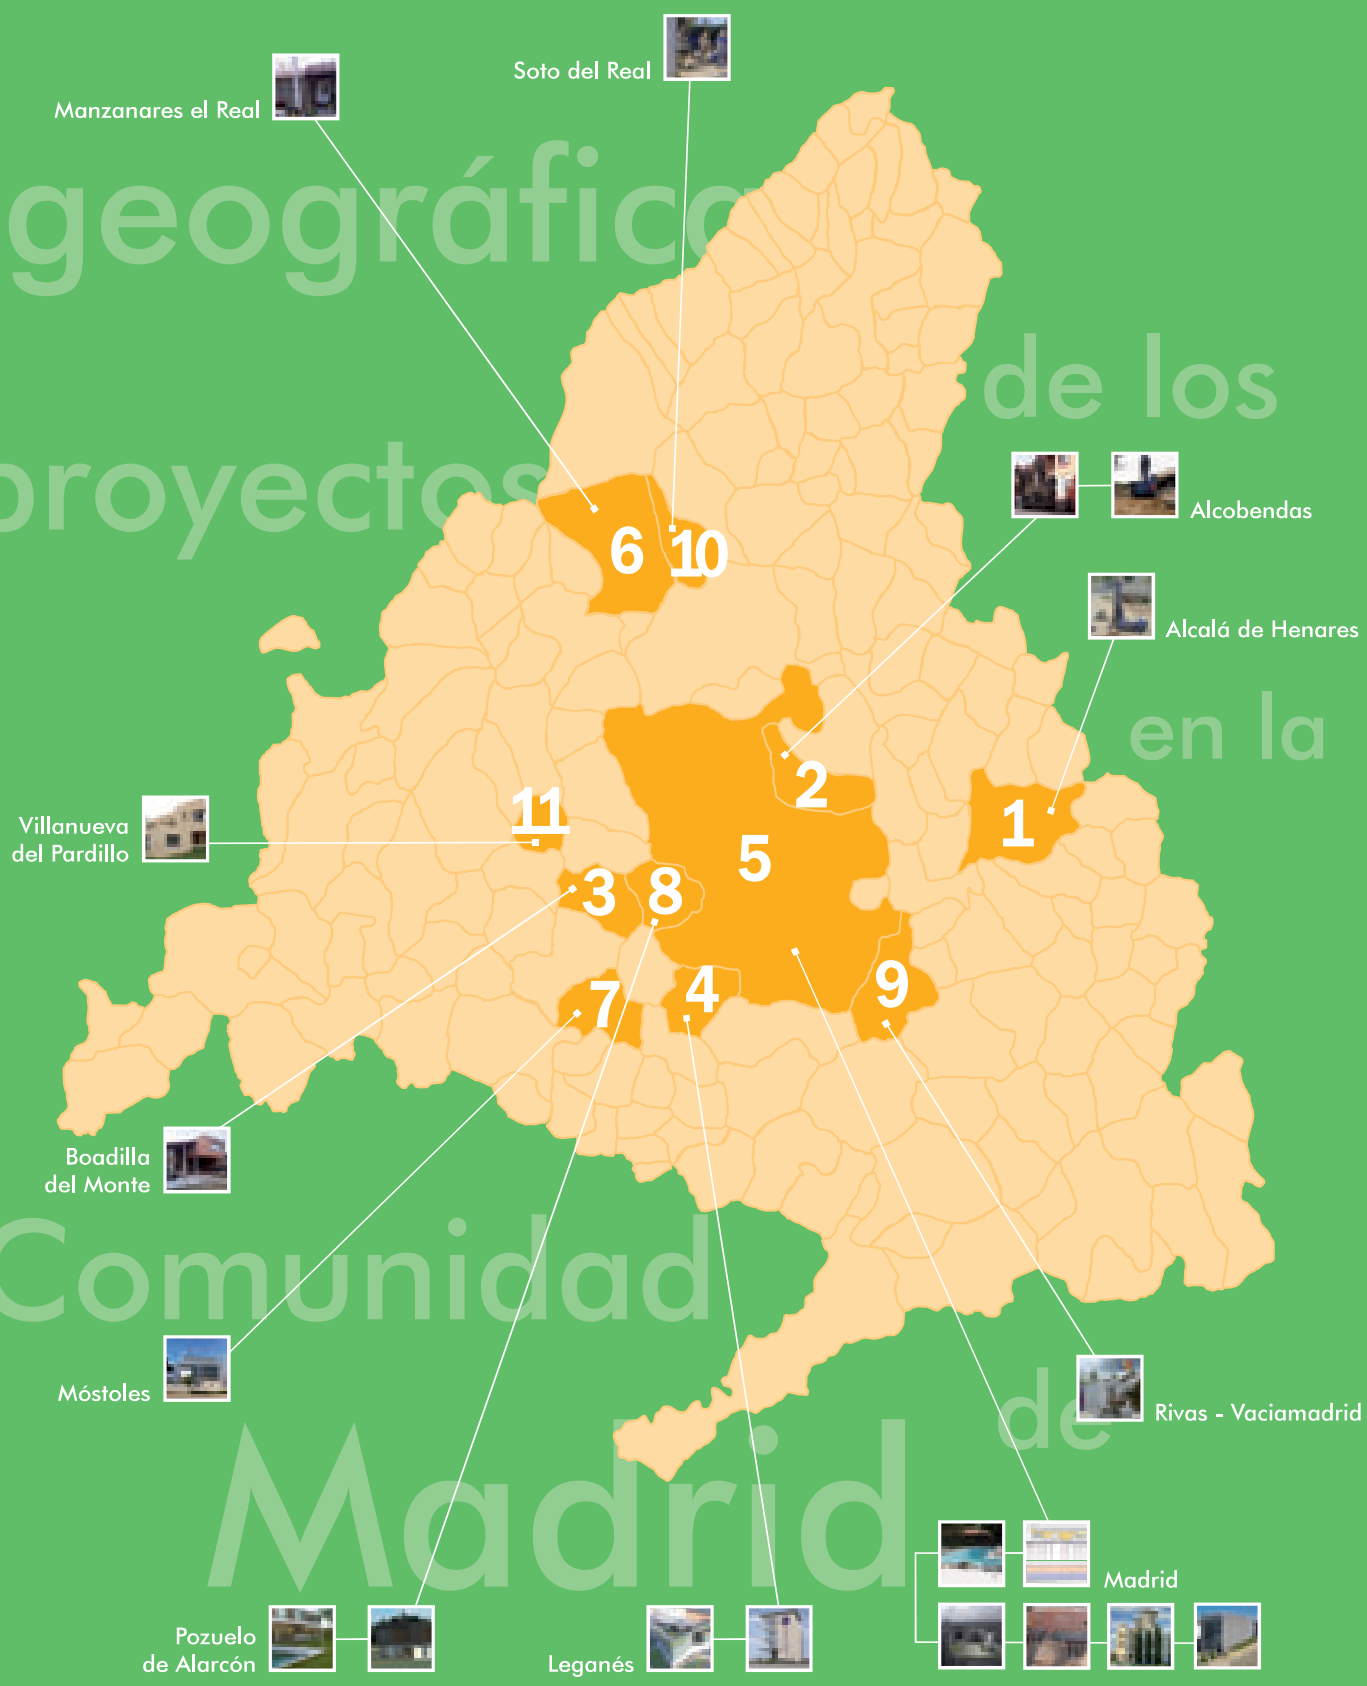 Soto del Real
Manzanares el Real
geográfica
de los
proyectos
Alcobendas
6
10
Alcalá de Henares
en la
2
11
1
Villanueva
del Pardillo
5
3
8
9
4
7
Boadilla
del Monte
Comunidad
Móstoles
de
Rivas - Vaciamadrid
Madrid
Madrid
Pozuelo
de Alarcón
Leganés